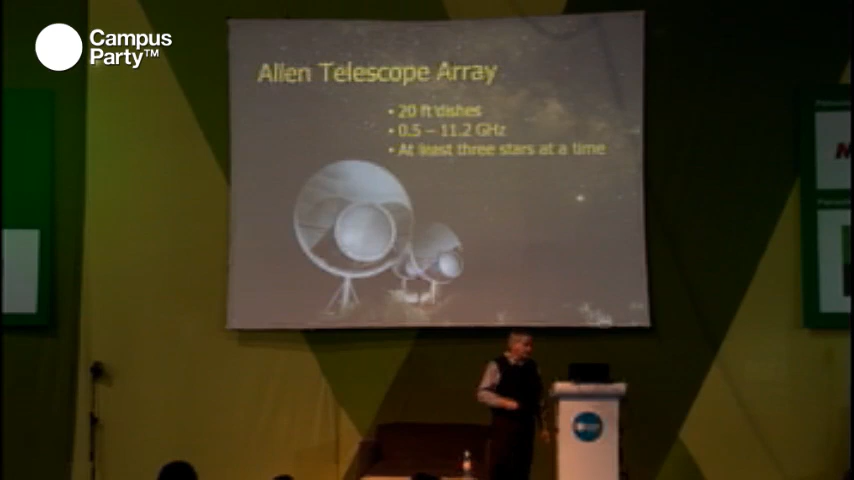 Campus
Party™
Allen Telescope Array
• 20 ft dishes
• 0.5 – 11.2 GHz
• At least three stars at a time